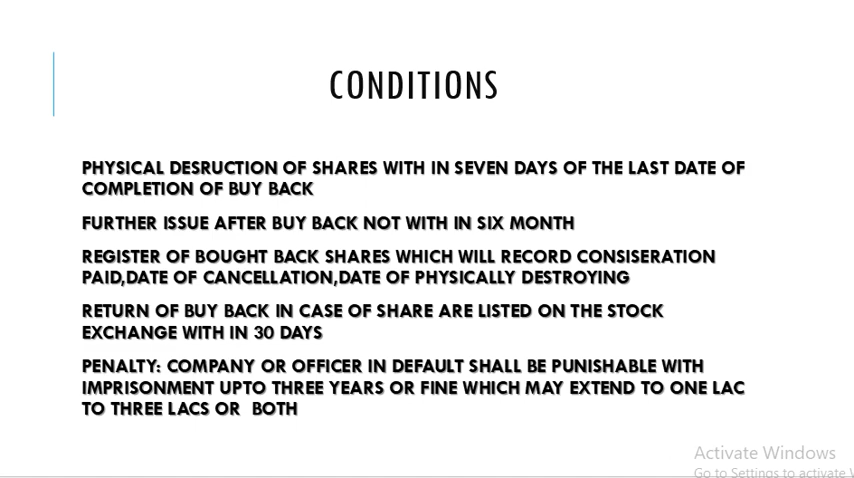 CONDITIONS
PHYSICAL DESRUCTION OF SHARES WITH IN SEVEN DAYS OF THE LAST DATE OF
COMPLETION OF BUY BACK
FURTHER ISSUE AFTER BUY BACK NOT WITH IN SIX MONTH
REGISTER OF BOUGHT BACK SHARES WHICH WILL RECORD CONSISERATION
PAID,DATE OF CANCELLATION,DATE OF PHYSICALLY DESTROYING
RETURN OF BUY BACK IN CASE OF SHARE ARE LISTED ON THE STOCK
EXCHANGE WITH IN 30 DAYS
PENALTY: COMPANY OR OFFICER IN DEFAULT SHALL BE PUNISHABLE WITH
IMPRISONMENT UPTO THREE YEARS OR FINE WHICH MAY EXTEND TO ONE LAC
TO THREE LACS OR  BOTH
Activate Windows
Go to Settings to activate